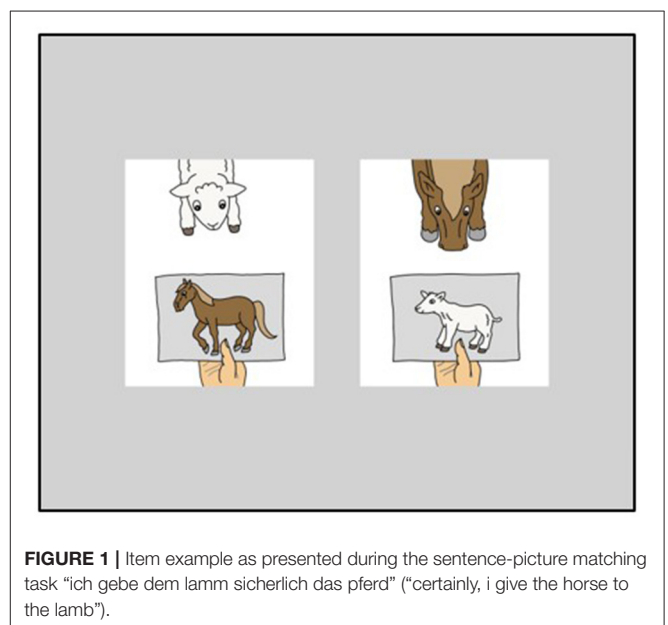 FIGURE 1 | Item example as presented during the sentence-picture matching
task “ich gebe dem lamm sicherlich das pferd” (“certainly, i give the horse to
the lamb”).